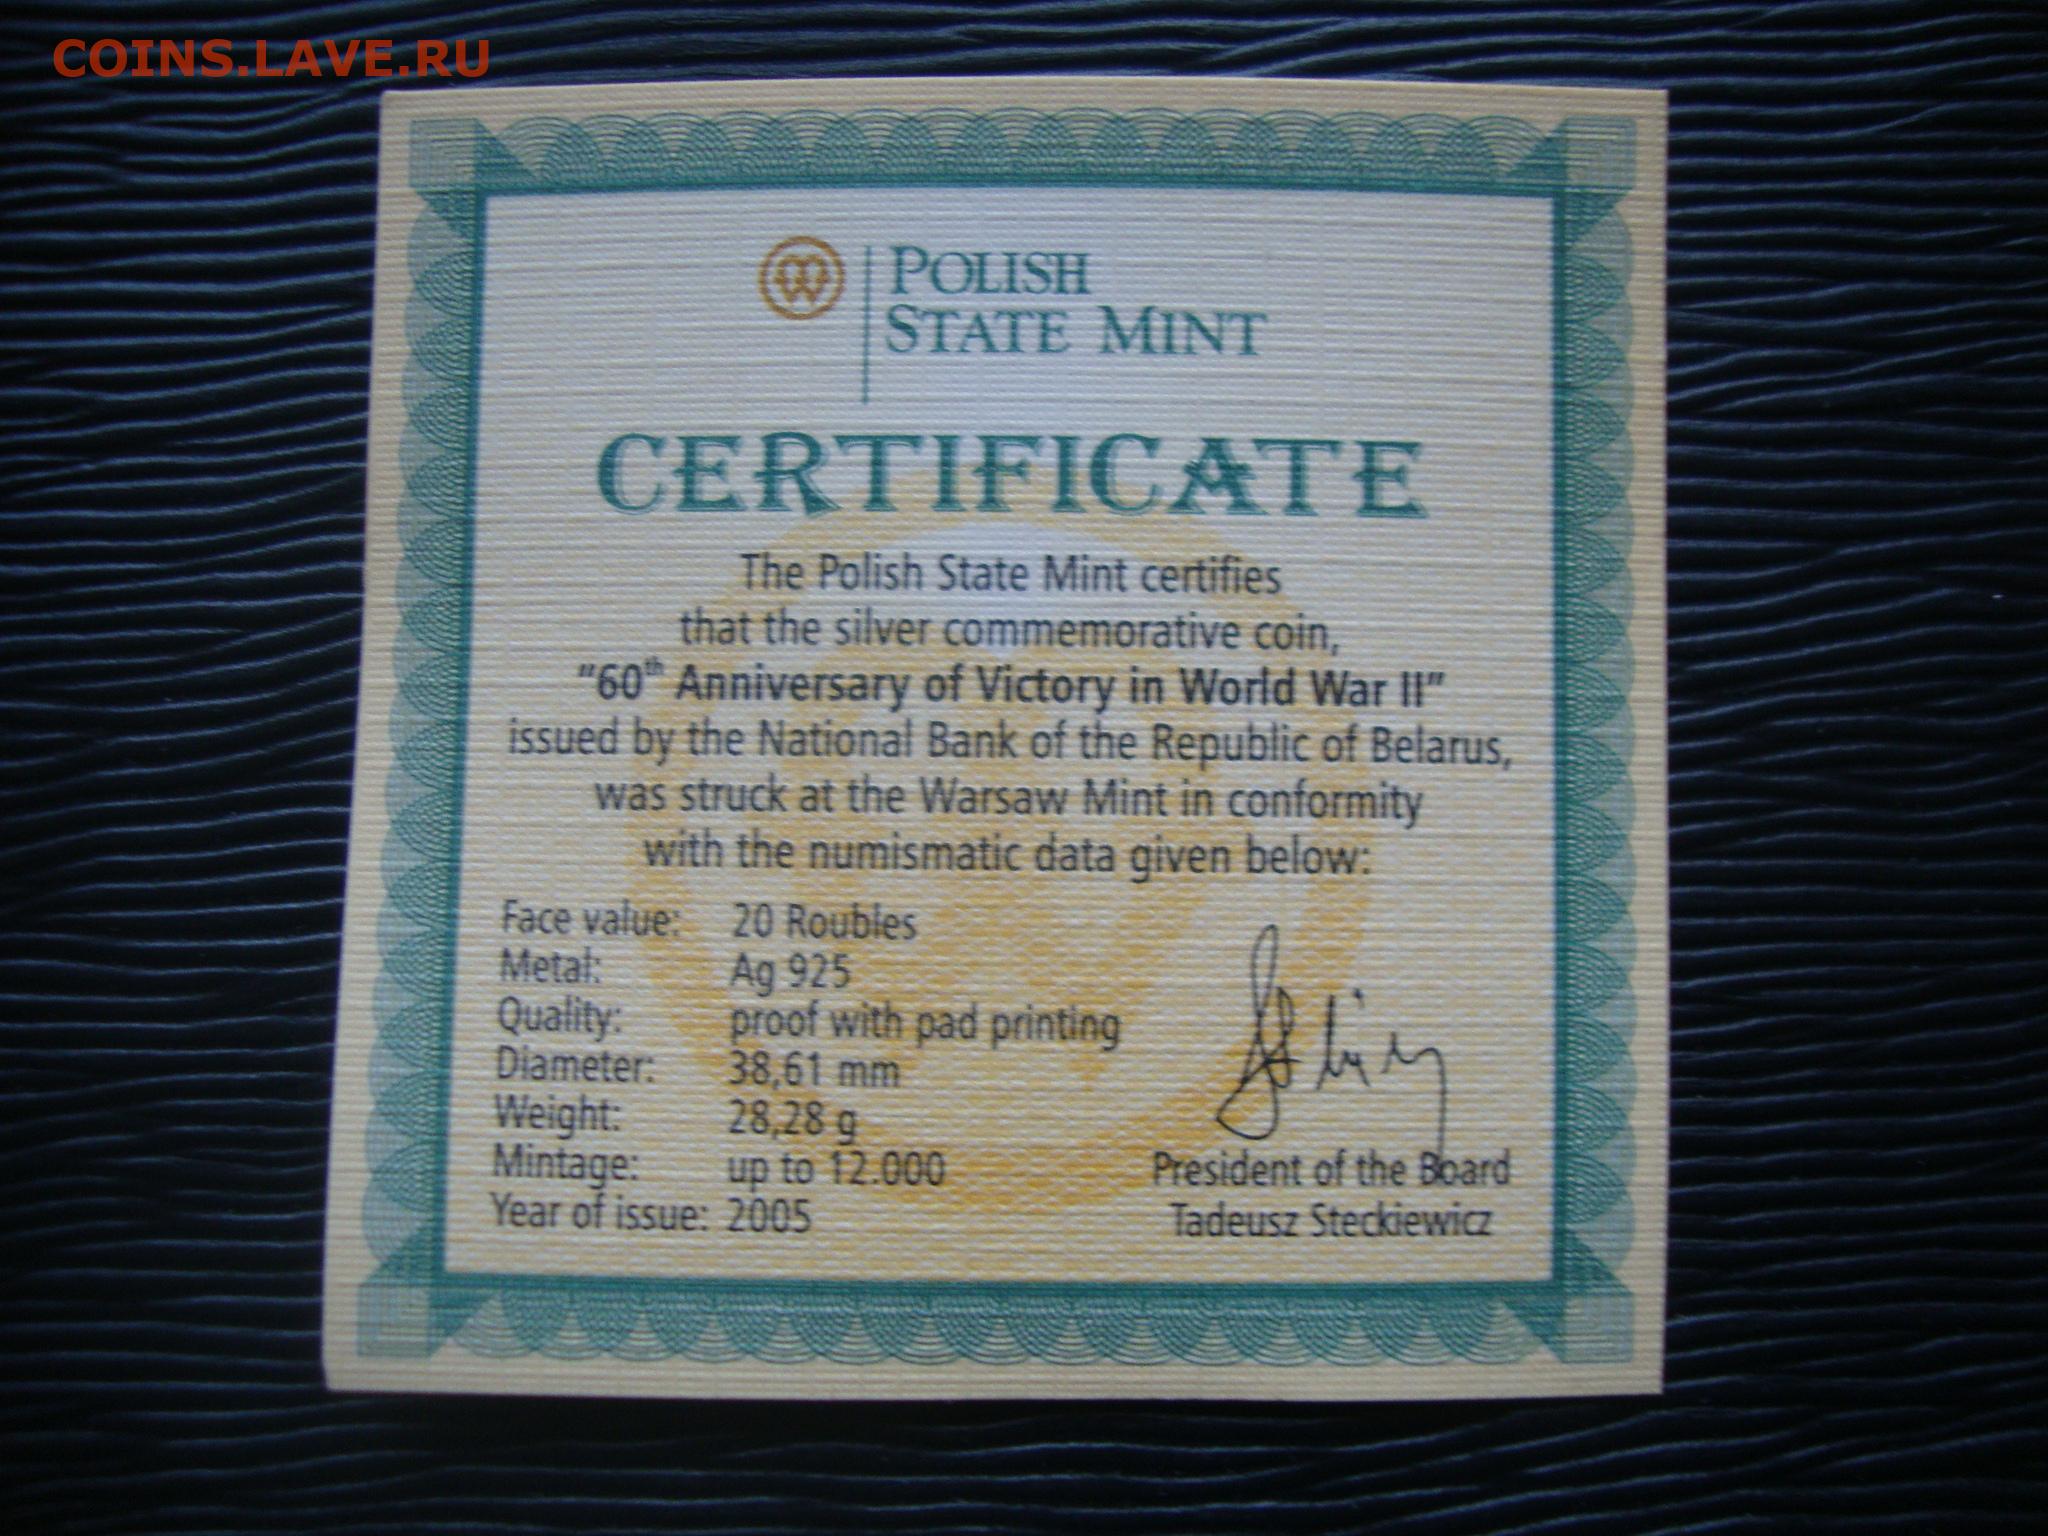 COINS.LAVE.RU
POLISH
STATE MINT
CERTIFICATE
The Polish State Mint certifies
that the silver commemorative coin,
"60th Anniversary of Victory in World War II"
issued by the National Bank of the Republic of Belarus,
was struck at the Warsaw Mint in conformity
with the numismatic data given below:
Face value: 20 Roubles
Metal: Ag 925
Quality: proof with pad printing
Diameter: 38,61 mm
Weight: 28,28 g
Mintage: up to 12.000
Year of issue: 2005
President of the Board
Tadeusz Steckiewicz